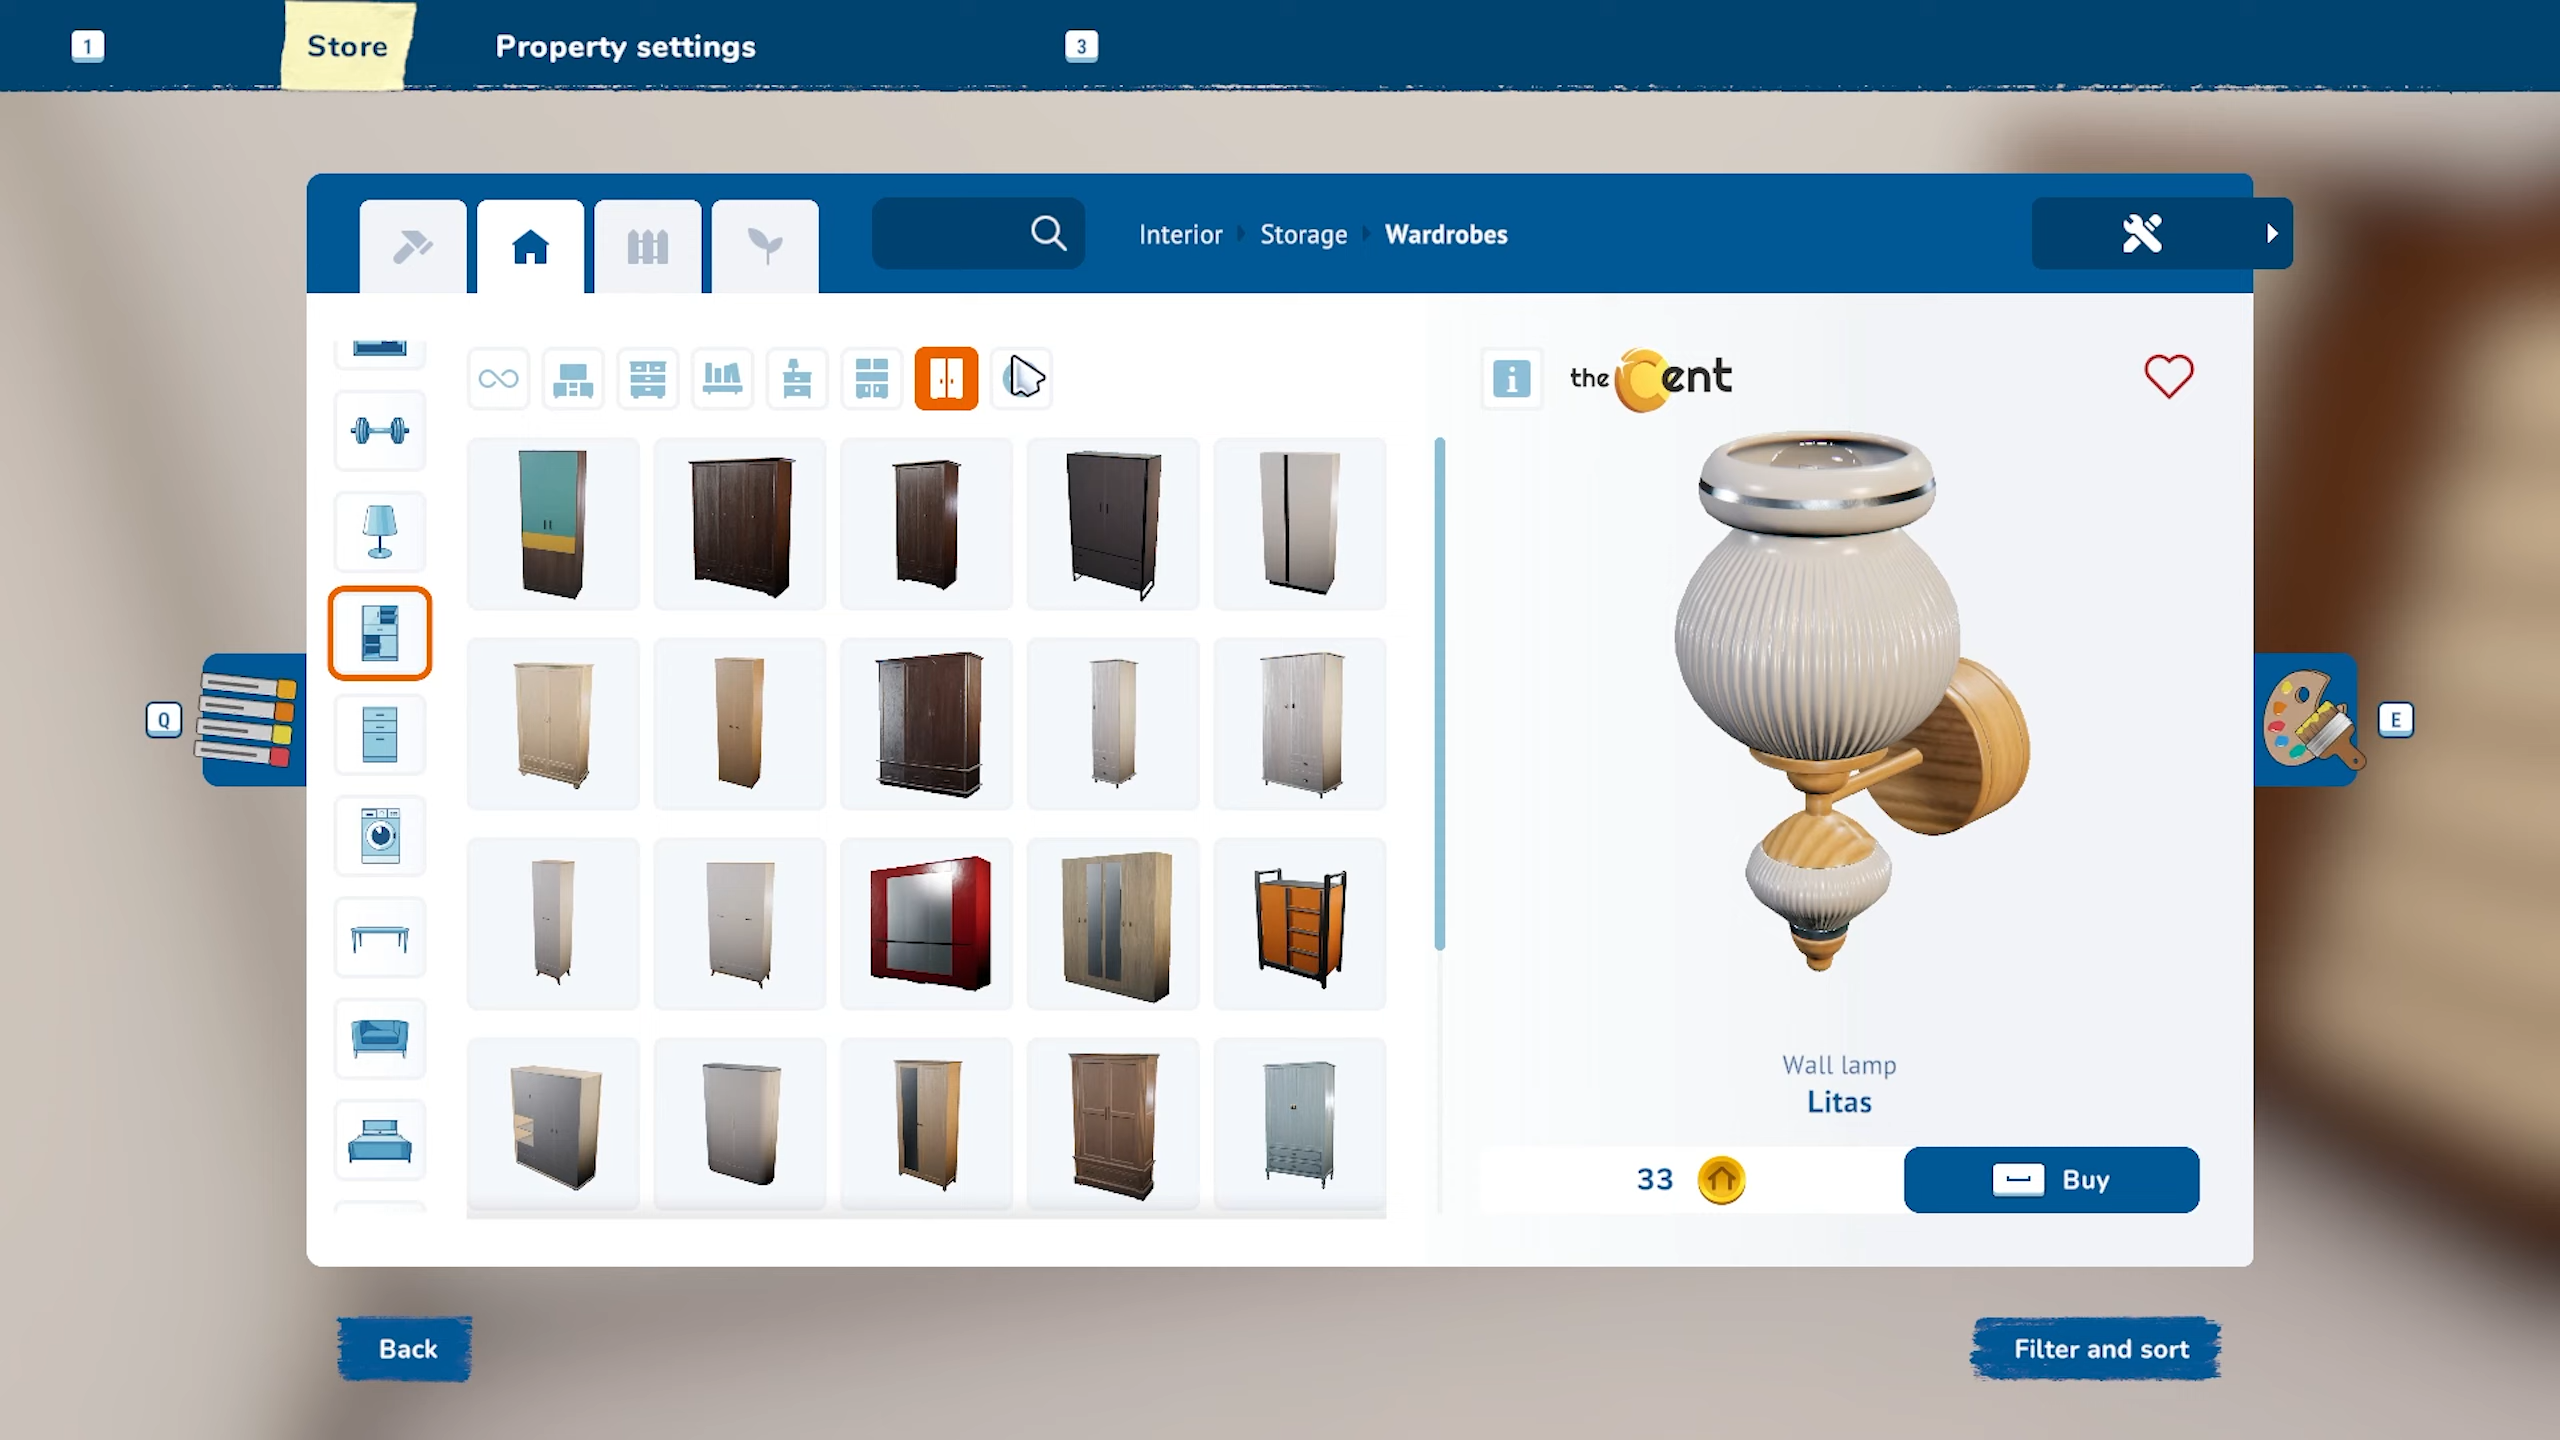 1
Store
Property settings
3
Interior
Storage
Wardrobes
i
the Cent
Q
E
Wall lamp
Litas
33
Buy
Back
Filter and sort